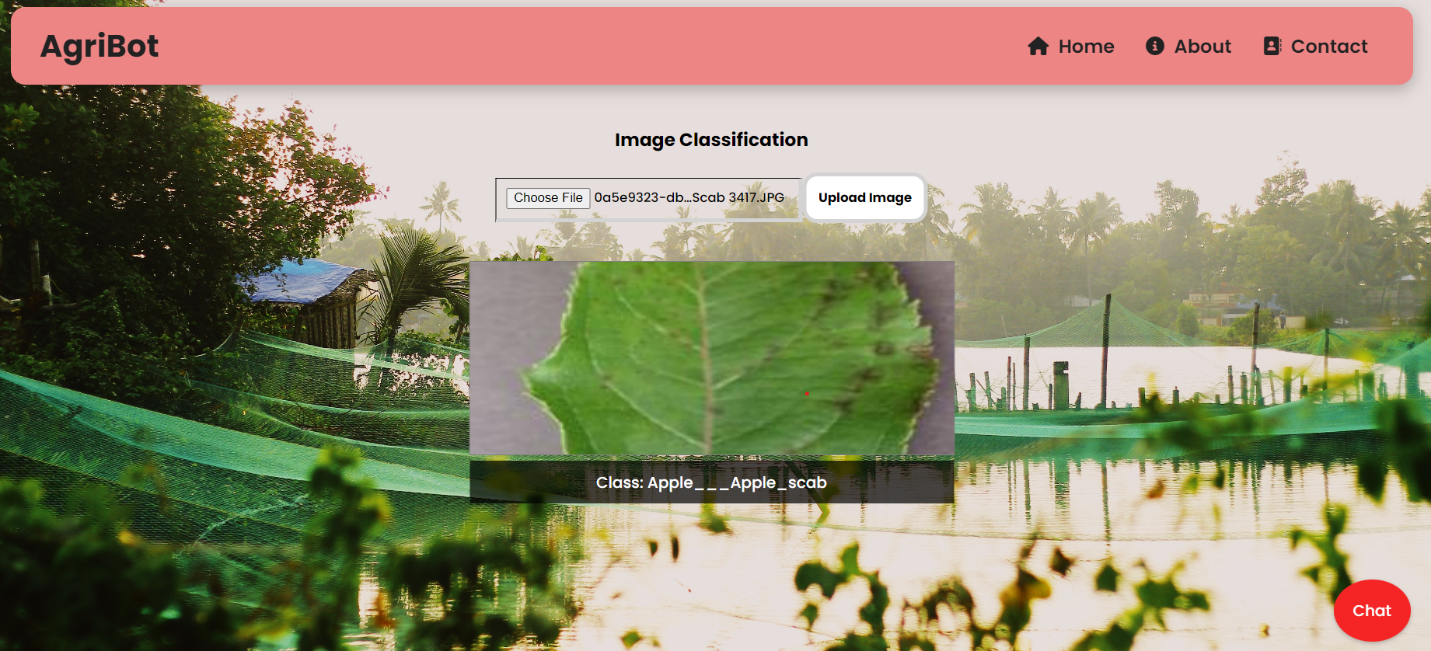 AgriBot
Home About Contact
Image Classification
Choose File 0a5e9323-db...Scab 3417.JPG Upload Image
Class: Apple___Apple_scab
Chat